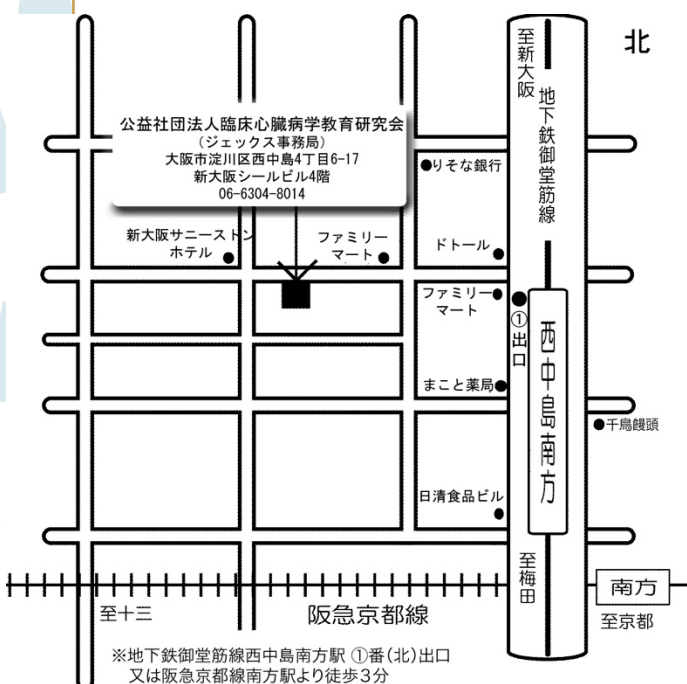 北
至新大阪
地下鉄御堂筋線
公益社団法人臨床心臓病学教育研究会
(ジェックス事務局)
大阪市淀川区西中島4丁目6-17
新大阪シールビル4階
06-6304-8014
●りそな銀行
新大阪サニーストン
ホテル
ファミリー
マート
ドトール
ファミリー
マート
①出口
西中島南方
まこと薬局
千鳥饅頭
日清食品ビル
至梅田
南方
至十三
阪急京都線
至京都
※地下鉄御堂筋線西中島南方駅 ①番(北)出口
又は阪急京都線南方駅より徒歩3分